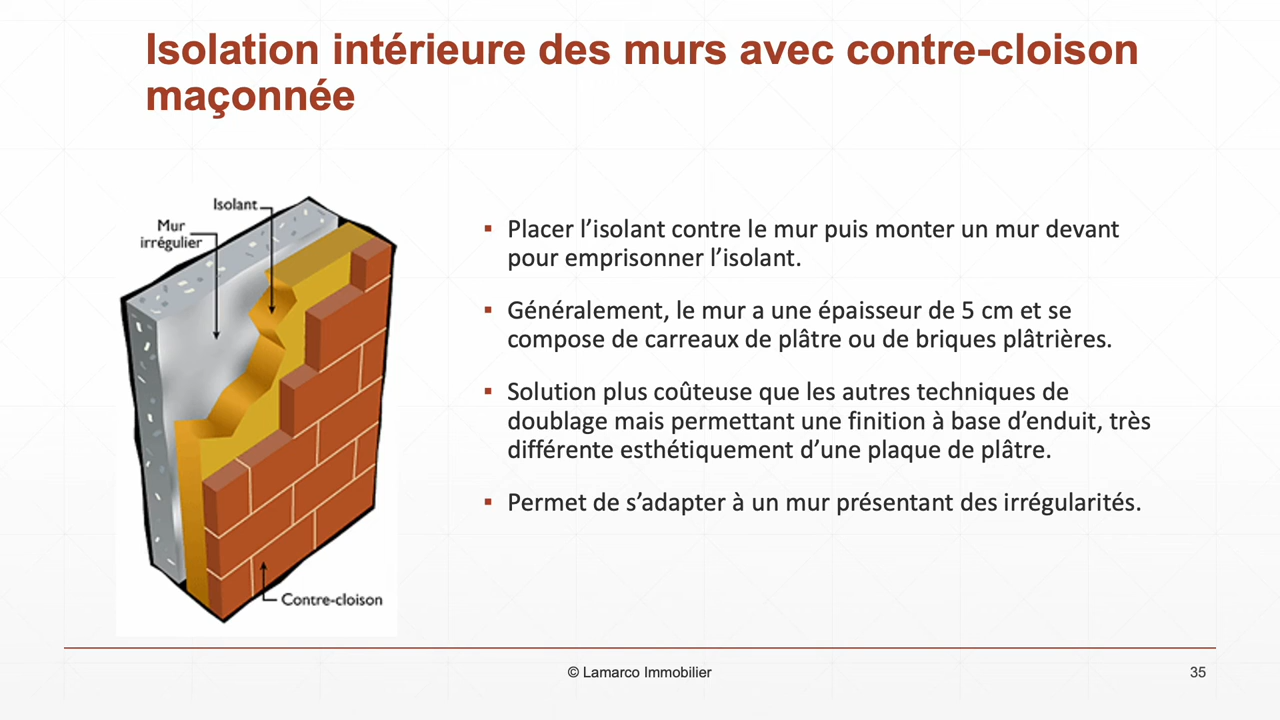 Isolation intérieure des murs avec contre-cloison
maçonnée
Isolant
Mur
irrégulier
Contre-cloison
▪ Placer l’isolant contre le mur puis monter un mur devant
pour emprisonner l’isolant.
▪ Généralement, le mur a une épaisseur de 5 cm et se
compose de carreaux de plâtre ou de briques plâtrières.
▪ Solution plus coûteuse que les autres techniques de
doublage mais permettant une finition à base d’enduit, très
différente esthétiquement d’une plaque de plâtre.
▪ Permet de s’adapter à un mur présentant des irrégularités.
© Lamarco Immobilier
35